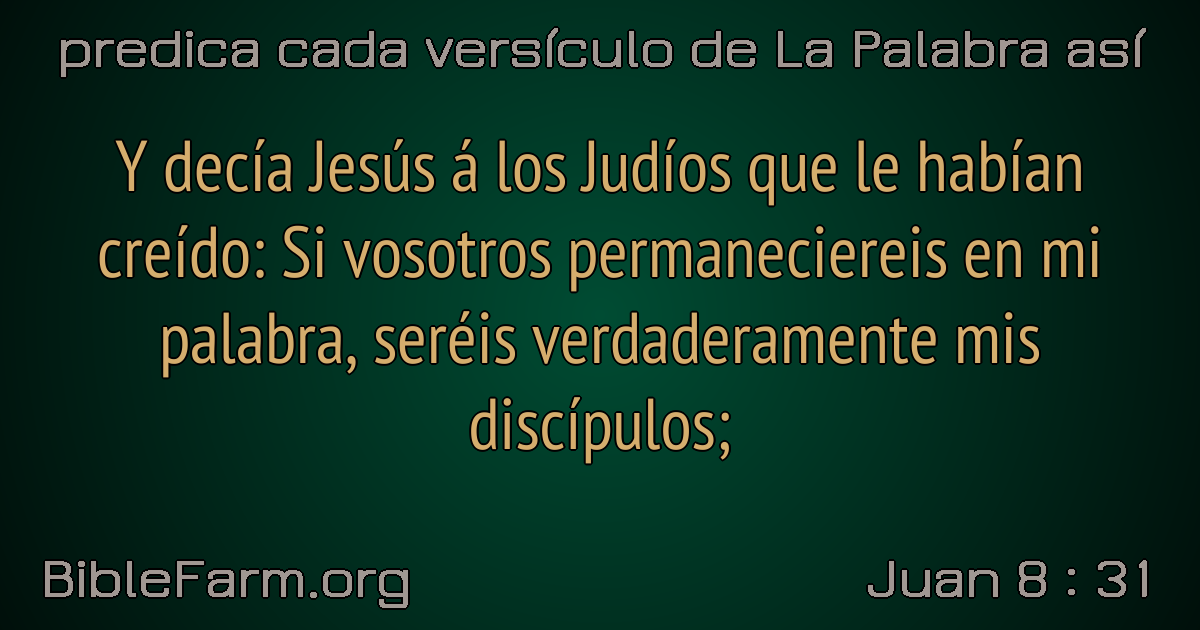 predica cada versículo de La Palabra así
Y decía Jesús á los Judíos que le habían
creído: Si vosotros permaneciereis en mi
palabra, seréis verdaderamente mis
discípulos;
BibleFarm.org
Juan 8 : 31